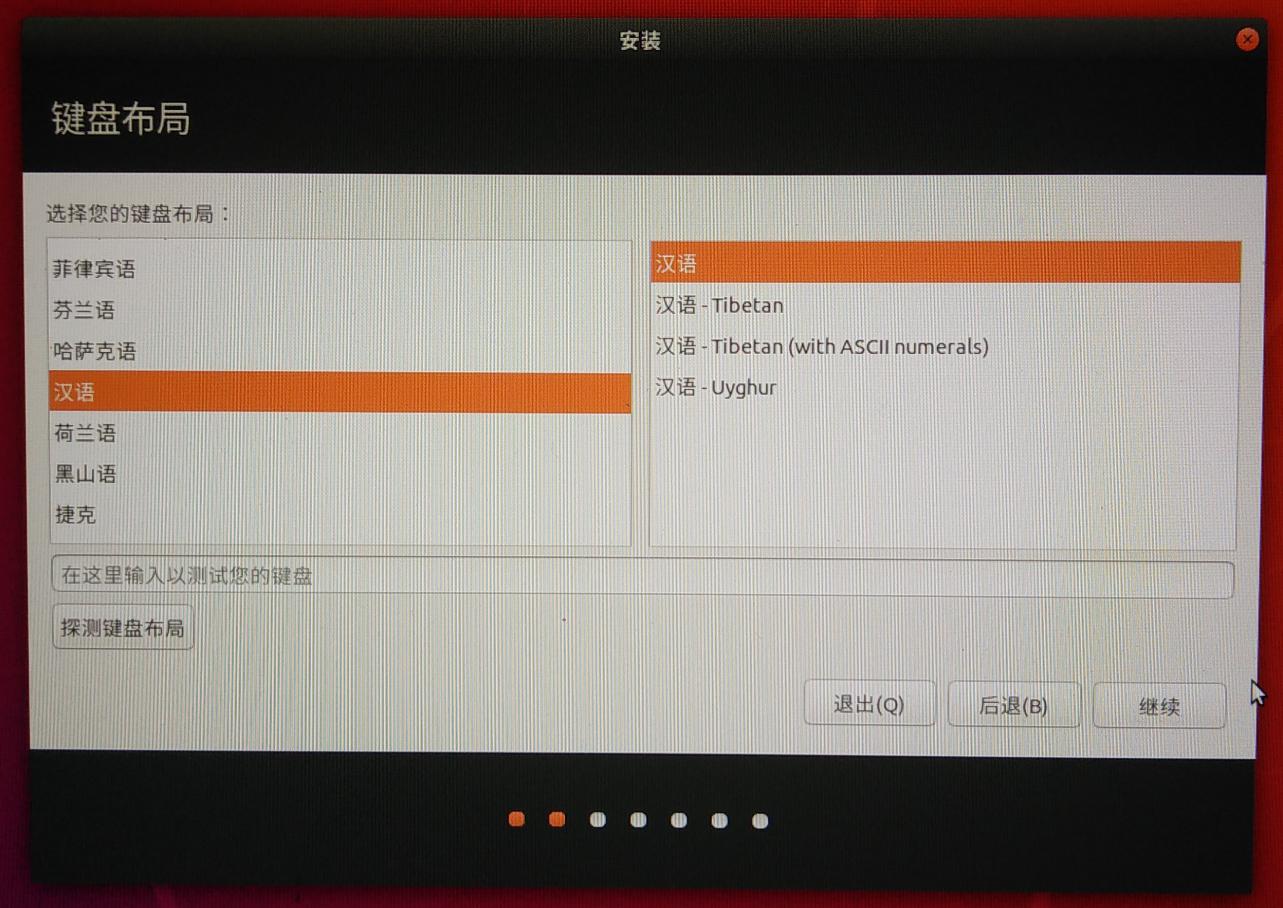 安装
键盘布局
选择您的键盘布局：
菲律宾语
芬兰语
哈萨克语
汉语
荷兰语
黑山语
捷克
汉语
汉语 - Tibetan
汉语 - Tibetan (with ASCII numerals)
汉语 - Uyghur
在这里输入以测试您的键盘
探测键盘布局
退出(Q)
后退(B)
继续